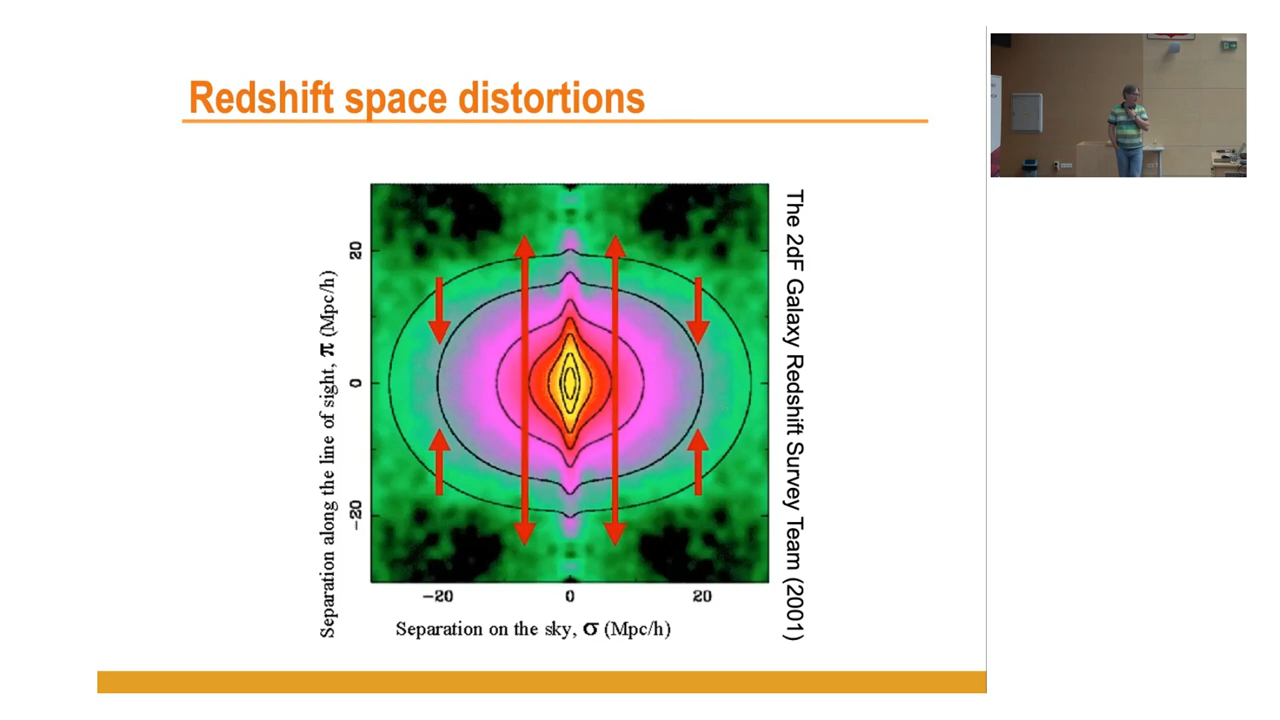 Redshift space distortions
Separation along the line of sight, π (Mpc/h)
20
0
−20
−20
0
20
Separation on the sky, σ (Mpc/h)
The 2dF Galaxy Redshift Survey Team (2001)